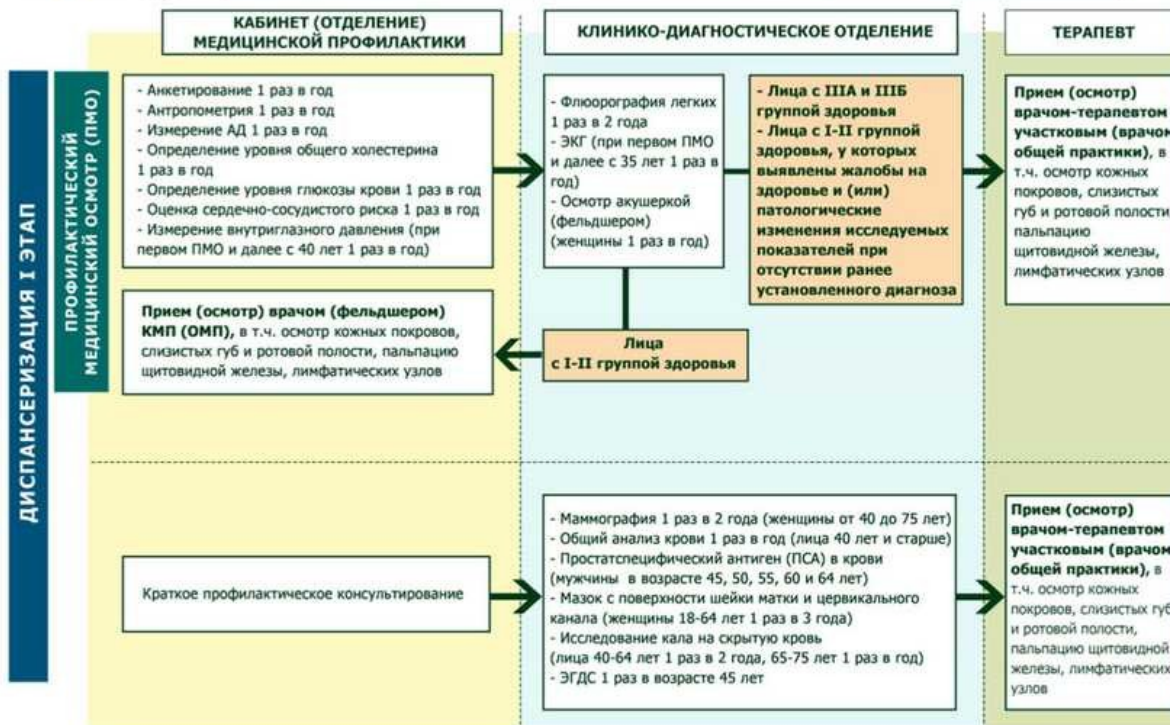 КАБИНЕТ (ОТДЕЛЕНИЕ)
МЕДИЦИНСКОЙ ПРОФИЛАКТИКИ
КЛИНИКО-ДИАГНОСТИЧЕСКОЕ ОТДЕЛЕНИЕ
ТЕРАПЕВТ
ДИСПАНСЕРИЗАЦИЯ I ЭТАП
ПРОФИЛАКТИЧЕСКИЙ
МЕДИЦИНСКИЙ ОСМОТР (ПМО)
- Анкетирование 1 раз в год
- Антропометрия 1 раз в год
- Измерение АД 1 раз в год
- Определение уровня общего холестерина
1 раз в год
- Определение уровня глюкозы крови 1 раз в год
- Оценка сердечно-сосудистого риска 1 раз в год
- Измерение внутриглазного давления (при
первом ПМО и далее с 40 лет 1 раз в год)
- Флюорография легких
1 раз в 2 года
- ЭКГ (при первом ПМО
и далее с 35 лет 1 раз в
год)
- Осмотр акушеркой
(фельдшером)
(женщины 1 раз в год)
- Лица с IIIА и IIIБ
группой здоровья
- Лица с I-II группой
здоровья, у которых
выявлены жалобы на
здоровье и (или)
патологические
изменения исследуемых
показателей при
отсутствии ранее
установленного диагноза
Прием (осмотр)
врачом-терапевтом
участковым (врачом
общей практики), в
т.ч. осмотр кожных
покровов, слизистых
губ и ротовой полости,
пальпацию
щитовидной железы,
лимфатических узлов
Прием (осмотр) врачом (фельдшером)
КМП (ОМП), в т.ч. осмотр кожных покровов,
слизистых губ и ротовой полости, пальпацию
щитовидной железы, лимфатических узлов
Лица
с I-II группой здоровья
Краткое профилактическое консультирование
- Маммография 1 раз в 2 года (женщины от 40 до 75 лет)
- Общий анализ крови 1 раз в год (лица 40 лет и старше)
- Простатспецифический антиген (ПСА) в крови
(мужчины в возрасте 45, 50, 55, 60 и 64 лет)
- Мазок с поверхности шейки матки и цервикального
канала (женщины 18-64 лет 1 раз в 3 года)
- Исследование кала на скрытую кровь
(лица 40-64 лет 1 раз в 2 года, 65-75 лет 1 раз в год)
- ЭГДС 1 раз в возрасте 45 лет
Прием (осмотр)
врачом-терапевтом
участковым (врачом
общей практики), в
т.ч. осмотр кожных
покровов, слизистых губ
и ротовой полости,
пальпацию щитовидной
железы, лимфатических
узлов